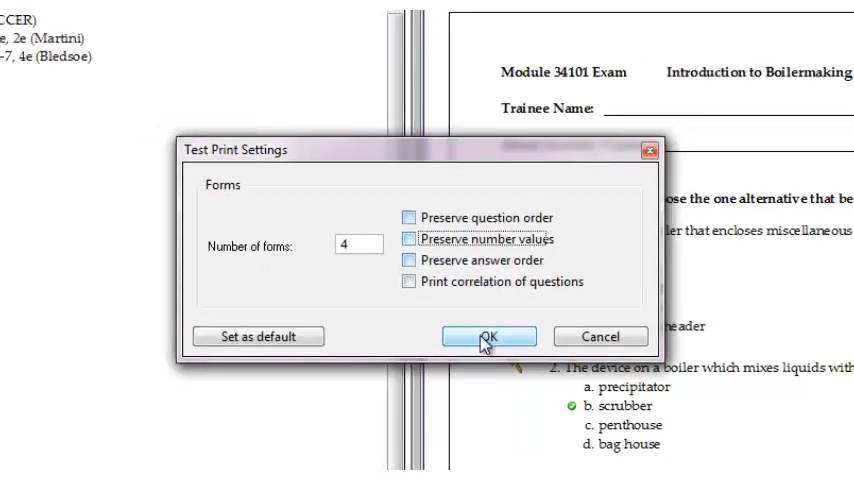 CCER)
e, 2e (Martini)
-7, 4e (Bledsoe)
Module 34101 Exam Introduction to Boilermaking
Trainee Name:
Test Print Settings
Forms
Number of forms:
4
Preserve question order
Preserve number values
Preserve answer order
Print correlation of questions
Set as default
OK
Cancel
ose the one alternative that be
ler that encloses miscellaneous
header
2. The device on a boiler which mixes liquids with
a. precipitator
b. scrubber
c. penthouse
d. bag house